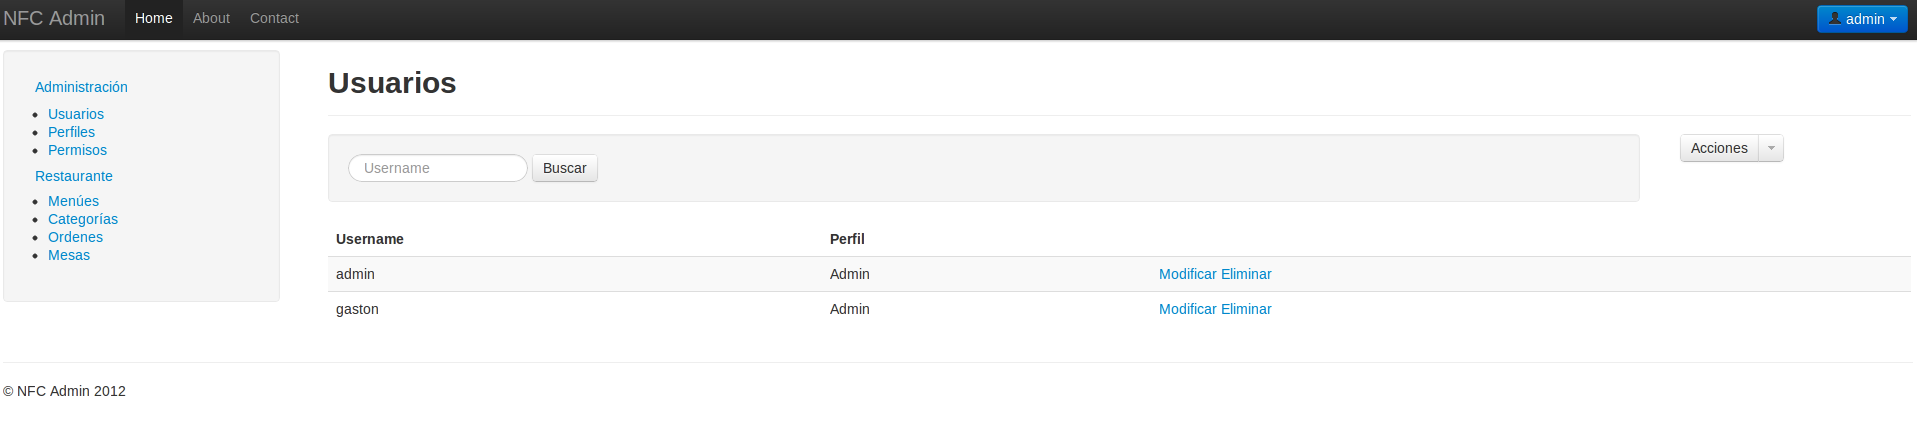 NFC Admin Home About Contact admin
Administración
Usuarios
Perfiles
Permisos
Restaurante
Menúes
Categorías
Ordenes
Mesas
Usuarios
Username Buscar
Acciones
Username Perfil
admin Admin Modificar Eliminar
gaston Admin Modificar Eliminar
© NFC Admin 2012